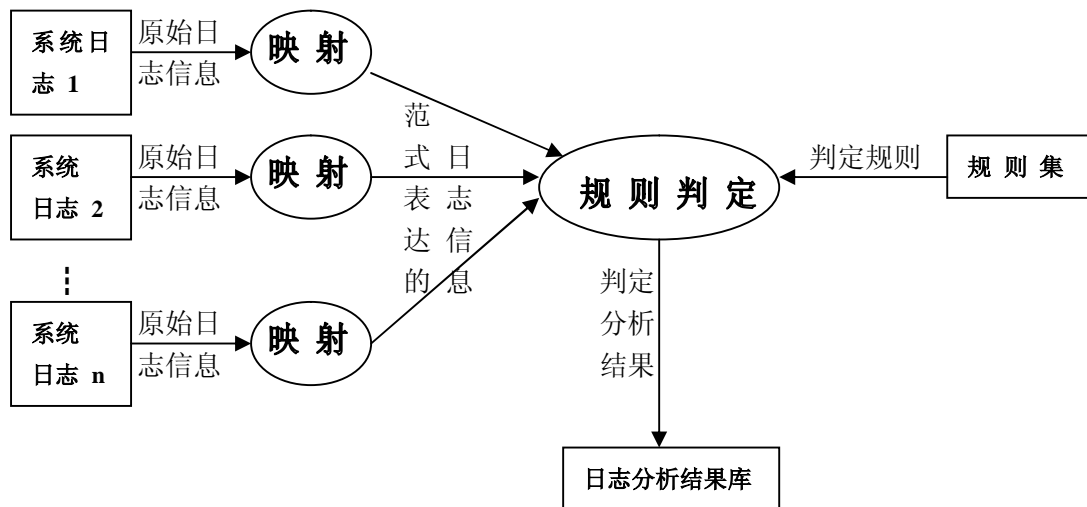 系统日
志 1
原始日
志信息
映 射
系统
日志 2
原始日
志信息
映 射
系统
日志 n
原始日
志信息
映 射
范式表达的
日志信息
规 则 判 定
判定规则
规 则 集
判定
分析
结果
日志分析结果库